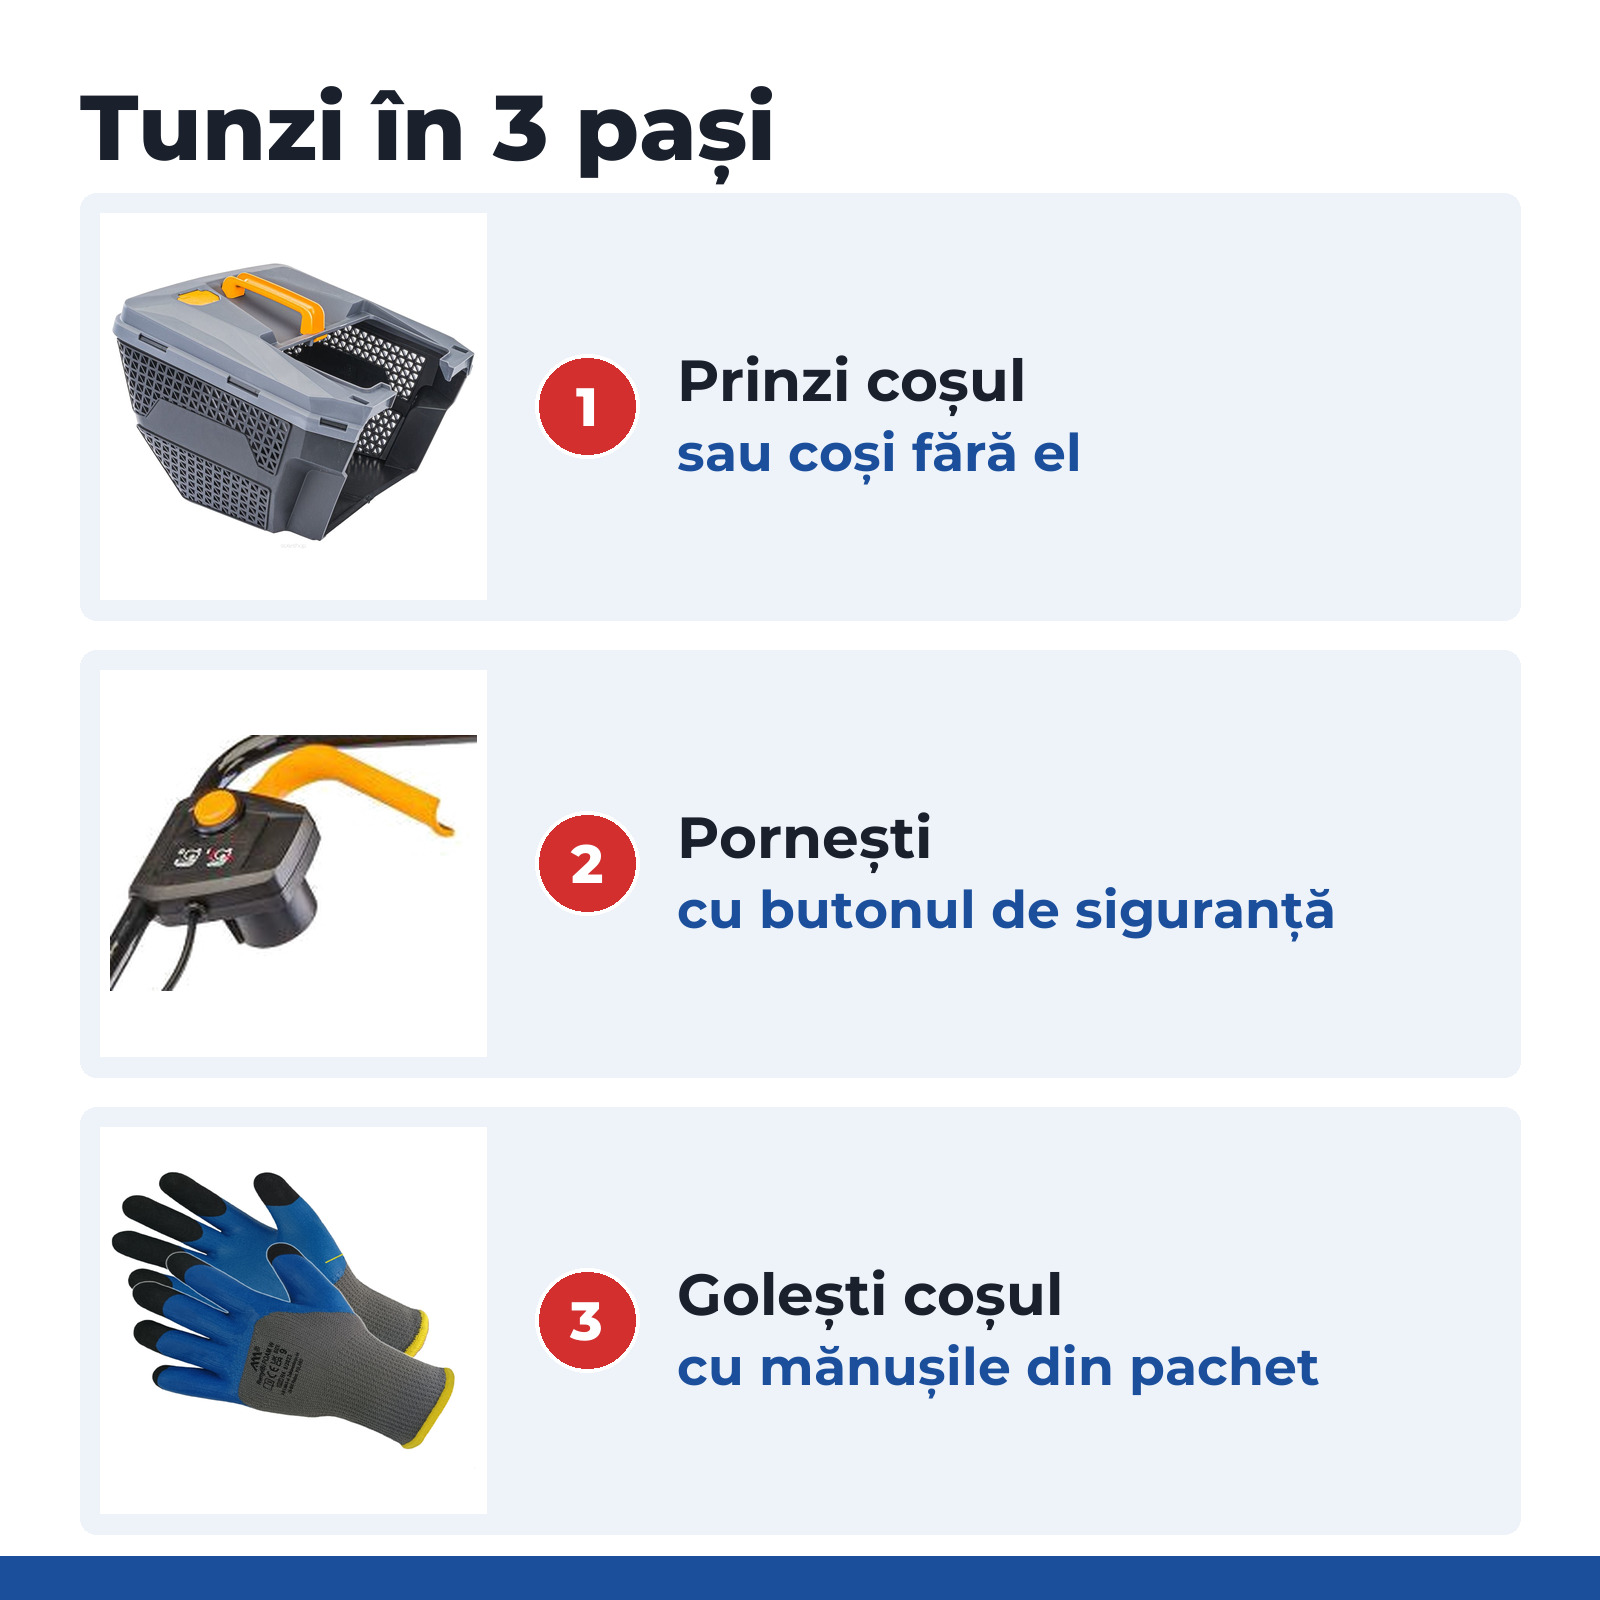 Tunzi în 3 pași
1
Prinzi coșul
sau coși fără el
2
Pornești
cu butonul de siguranță
3
Golești coșul
cu mănușile din pachet